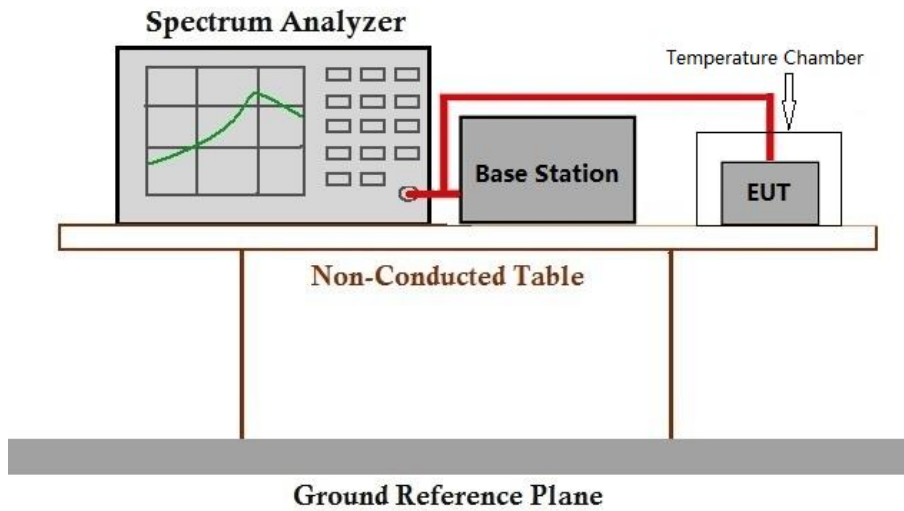 Spectrum Analyzer
Temperature Chamber
Base Station
EUT
Non-Conducted Table
Ground Reference Plane